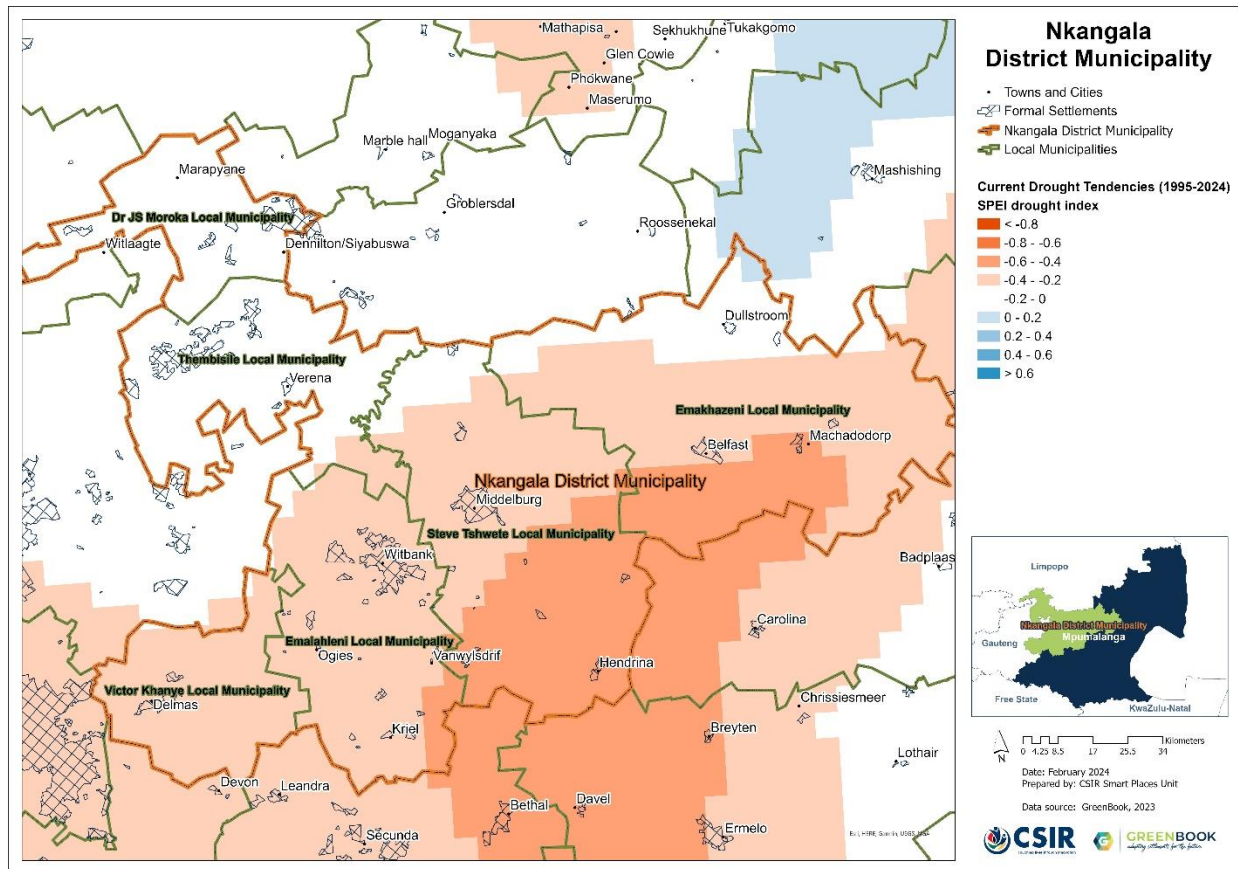 Mathapisa
Sekhukhune
Tukakgomo
Glen Cowie
Phokwane
Maserumo
Marble hall
Moganyaka
Mashishing
Marapyane
Groblersdal
Dr JS Moroka Local Municipality
Roossenekal
Witlaagte
Dennilton/Siyabuswa
Dullstroom
Thembisile Local Municipality
Verena
Emakhazeni Local Municipality
Machadodorp
Belfast
Nkangala District Municipality
Middelburg
Steve Tshwete Local Municipality
Witbank
Badplaas
Carolina
Emalahleni Local Municipality
Ogies
Vanwylsdrif
Hendrina
Victor Khanye Local Municipality
Delmas
Chrissiesmeer
Kriel
Breyten
Lothair
Devon
Leandra
Bethal
Davel
Secunda
Ermelo
Nkangala
District Municipality
Towns and Cities
Formal Settlements
Nkangala District Municipality
Local Municipalities
Current Drought Tendencies (1995-2024)
SPEI drought index
< -0.8
-0.8 - -0.6
-0.6 - -0.4
-0.4 - -0.2
-0.2 - 0
0 - 0.2
0.2 - 0.4
0.4 - 0.6
> 0.6
Limpopo
Nkangala District Municipality
Mpumalanga
Gauteng
Free State
KwaZulu-Natal
N
Kilometers
0 4.25 8.5 17 25.5 34
Date: February 2024
Prepared by: CSIR Smart Places Unit
Data source: GreenBook, 2023
CSIR
G
GREENBOOK